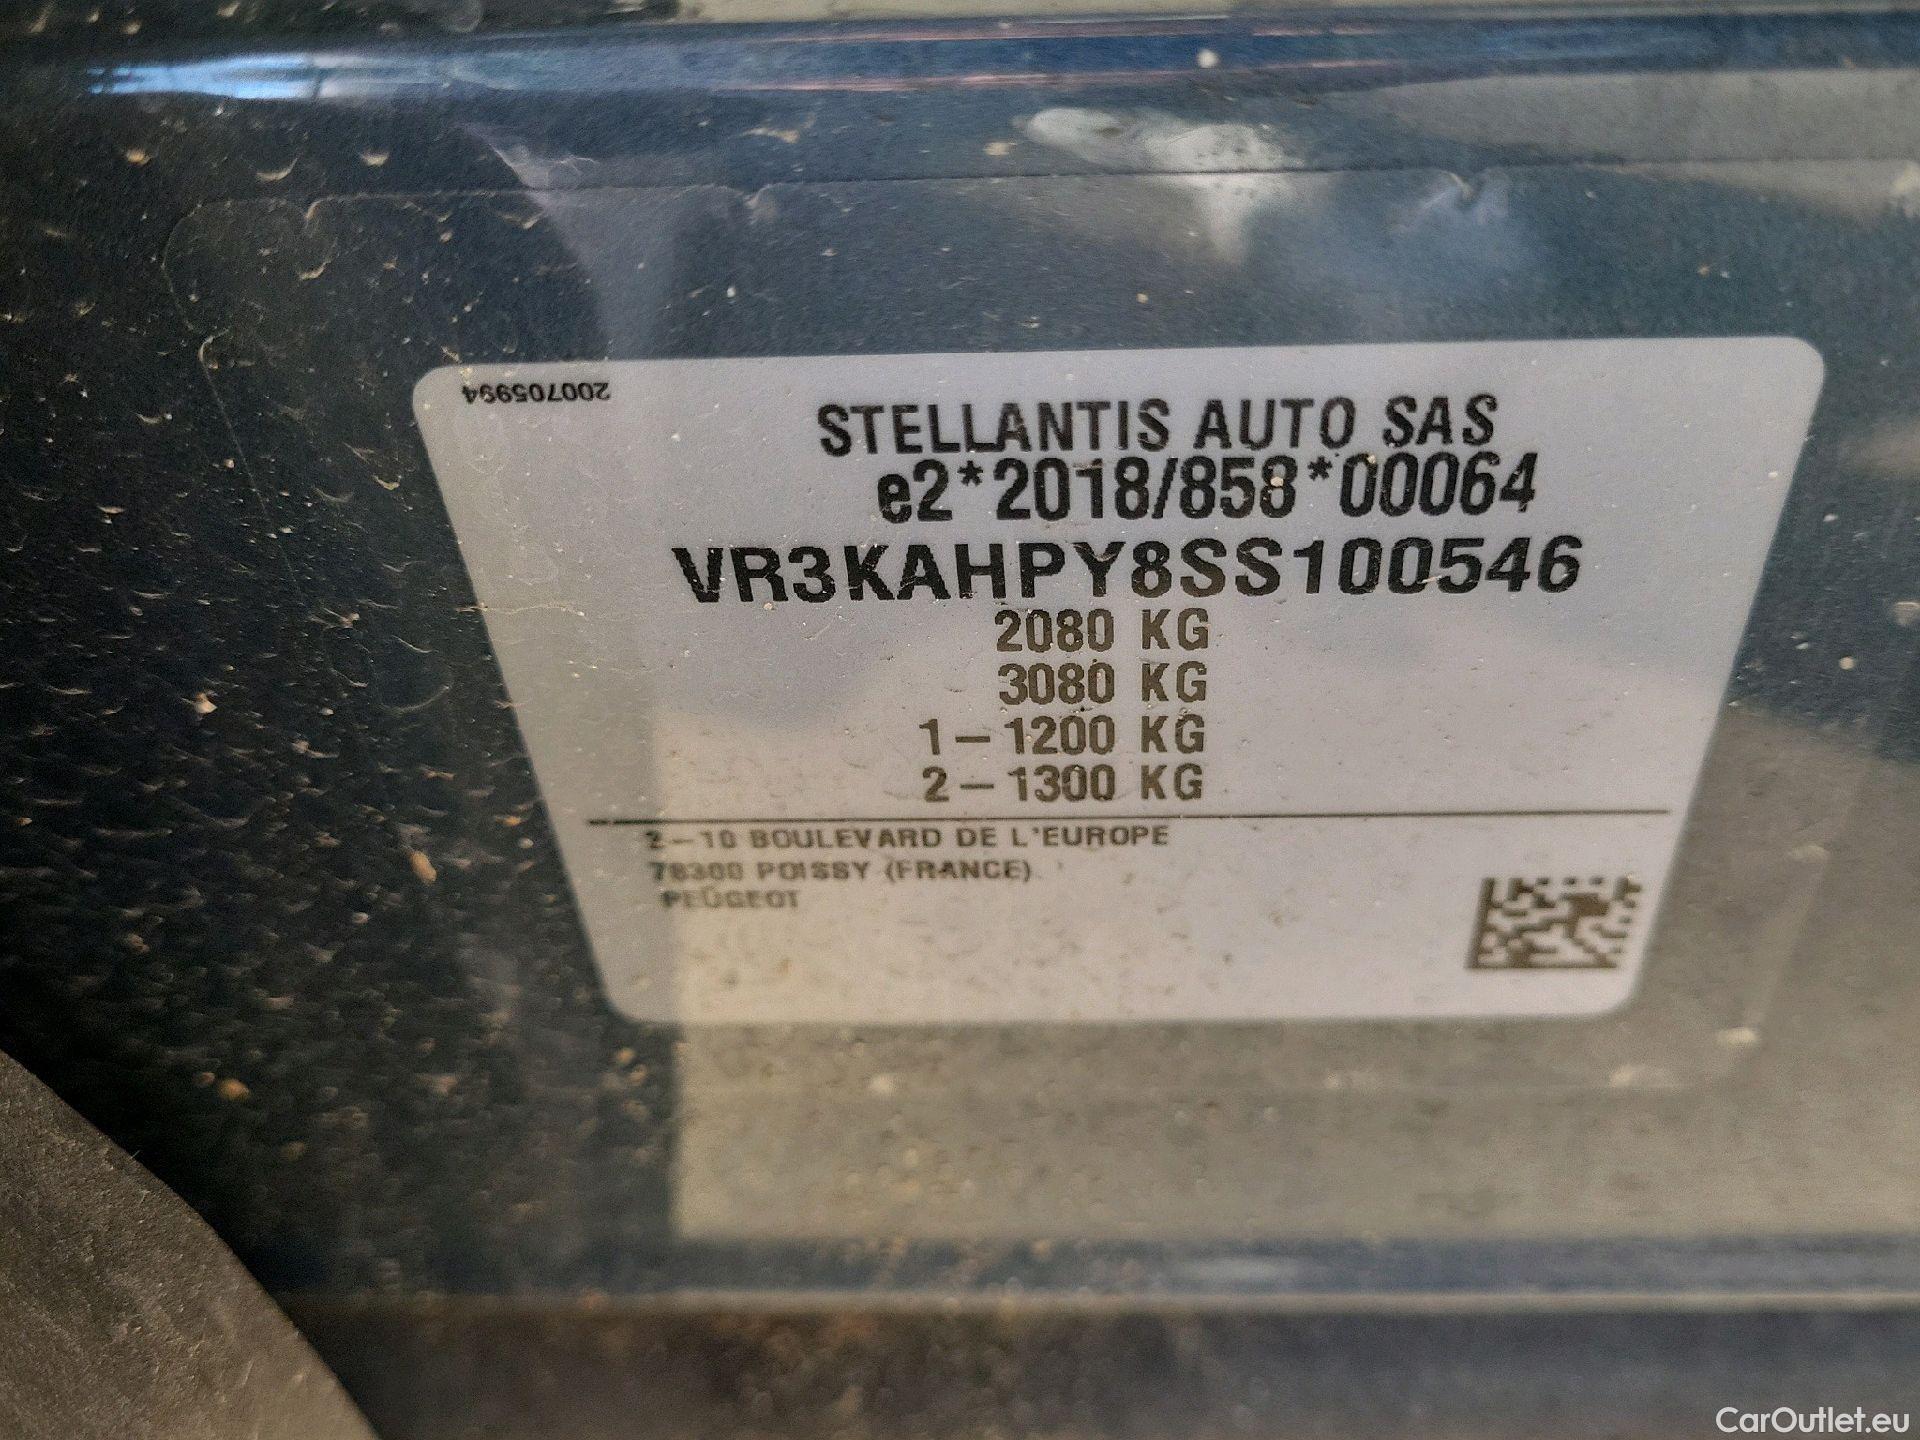 200705994
STELLANTIS AUTO SAS
e2*2018/858*00064
VR3KAHPY8SS100546
2080 KG
3080 KG
1-1200 KG
2-1300 KG
2-10 BOULEVARD DE L'EUROPE
78300 POISSY (FRANCE)
PEUGEOT
CarOutlet.eu